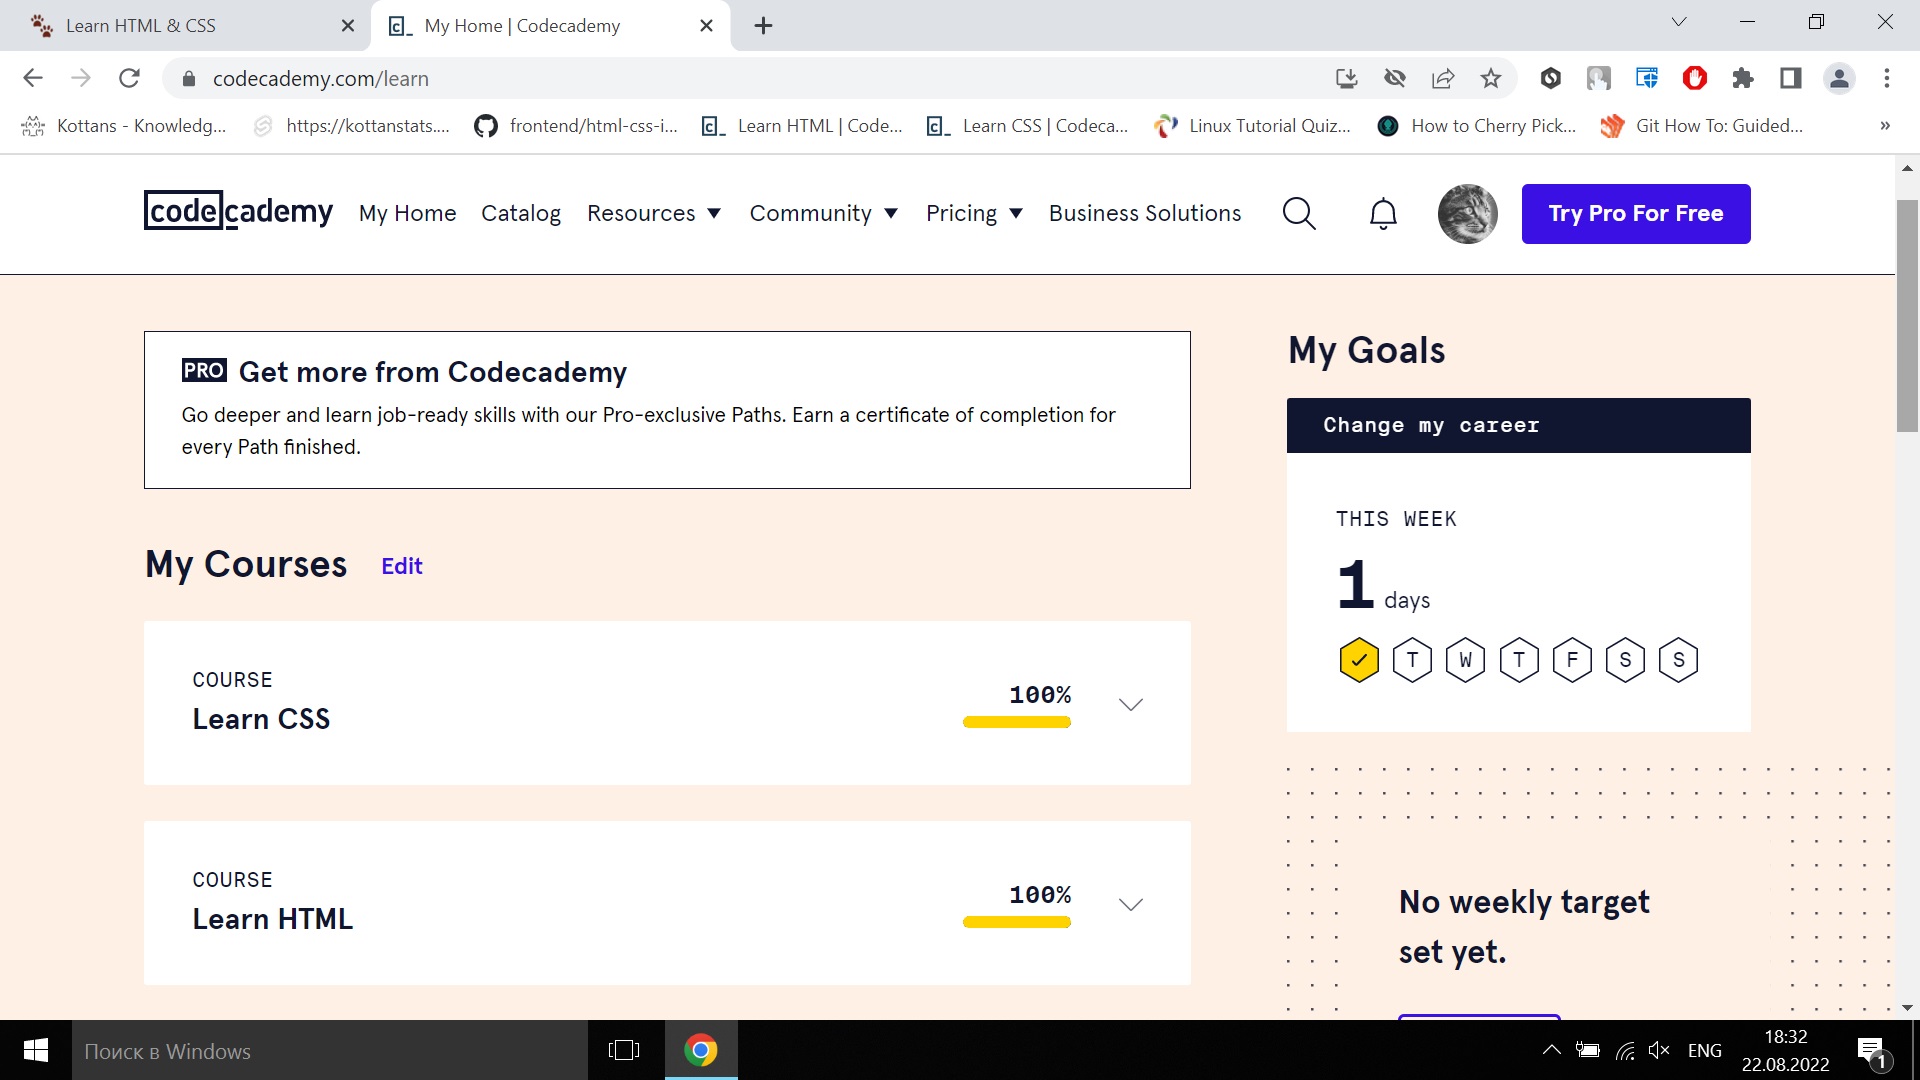 Learn HTML & CSS
My Home | Codecademy
codecademy.com/learn
Kottans - Knowledg...
https://kottanstats....
frontend/html-css-i...
Learn HTML | Code...
Learn CSS | Codeca...
Linux Tutorial Quiz...
How to Cherry Pick...
Git How To: Guided...
»
codecademy
My Home
Catalog
Resources
Community
Pricing
Business Solutions
Try Pro For Free
PRO Get more from Codecademy
Go deeper and learn job-ready skills with our Pro-exclusive Paths. Earn a certificate of completion for
every Path finished.
My Courses
Edit
COURSE
Learn CSS
100%
COURSE
Learn HTML
100%
My Goals
Change my career
THIS WEEK
1 days
T W T F S S
No weekly target
set yet.
Поиск в Windows
ENG
18:32
22.08.2022
1